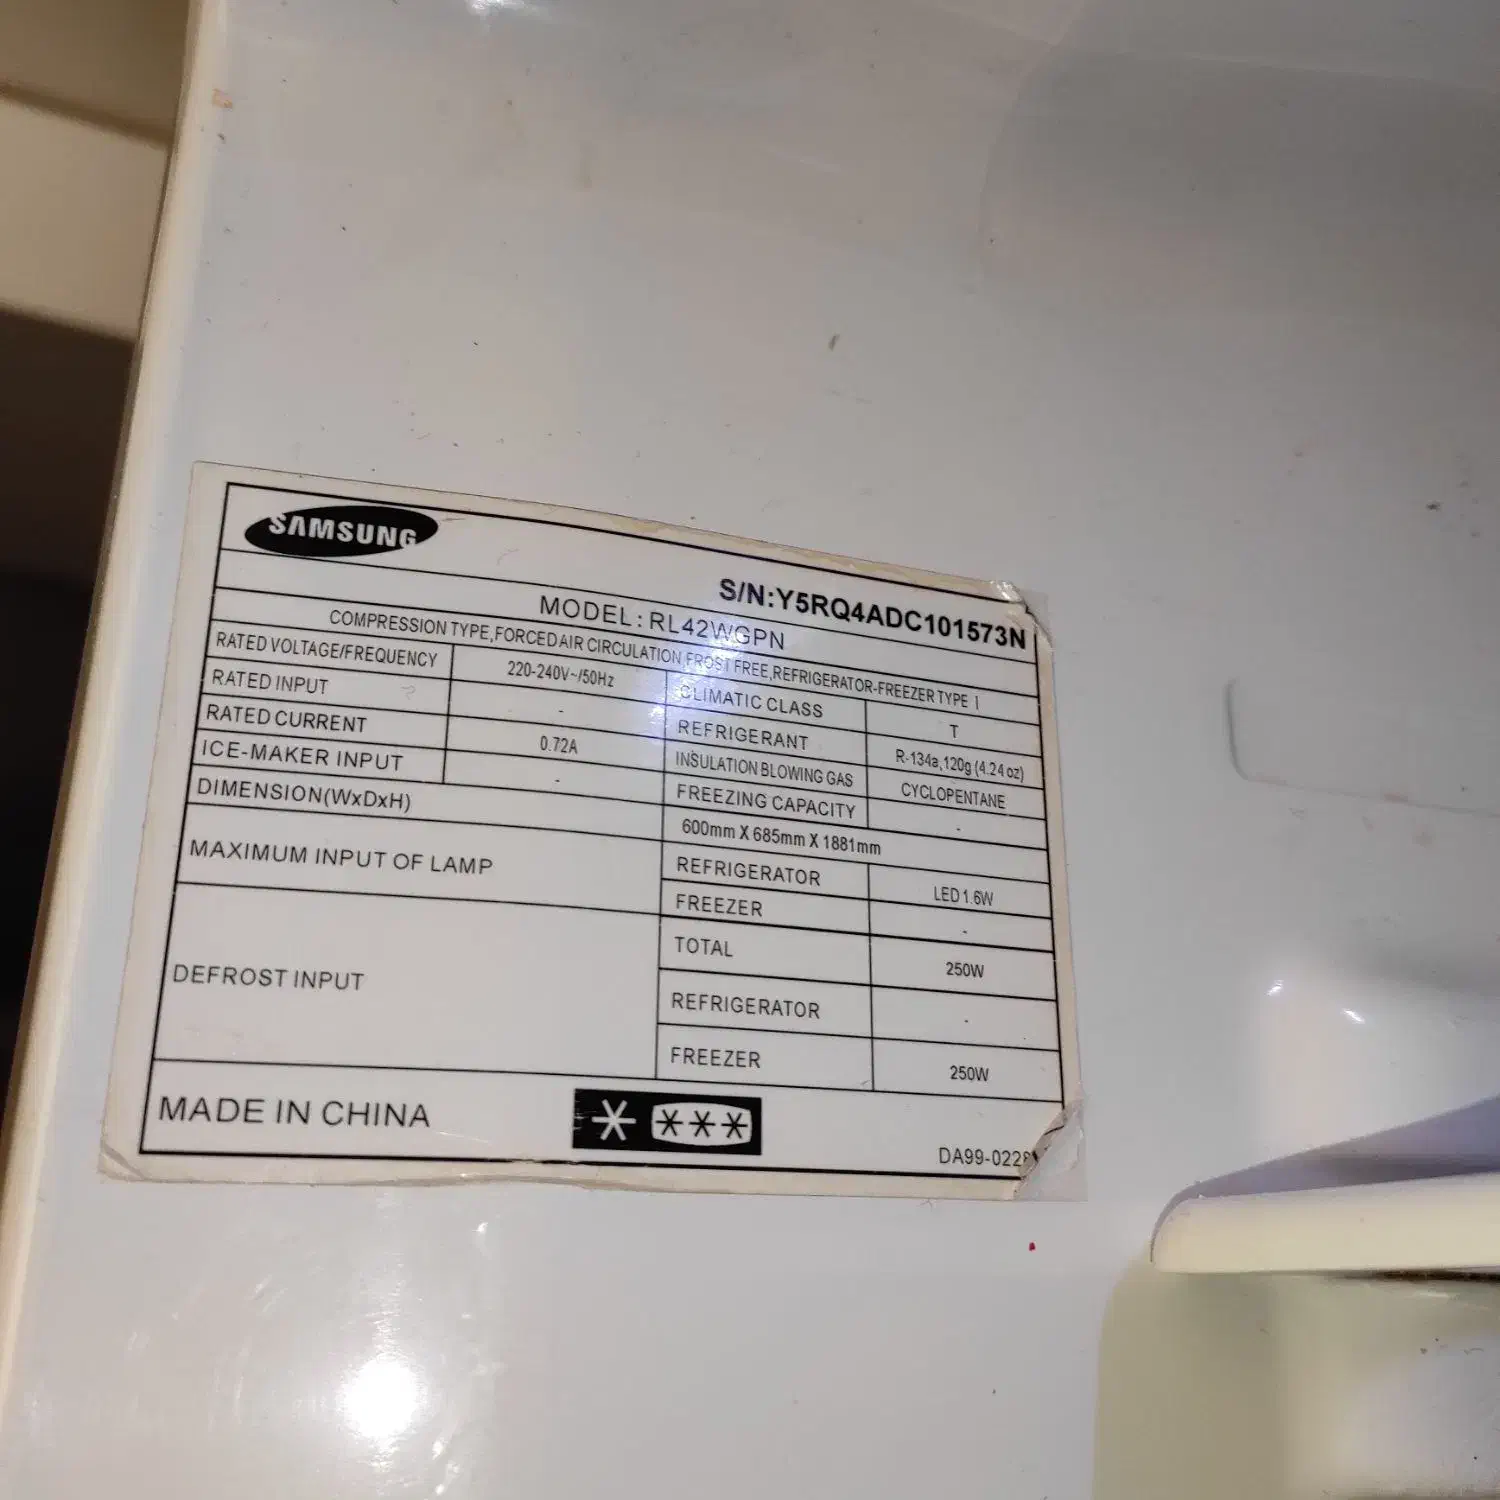 SAMSUNG
S/N:Y5RQ4ADC101573N
MODEL: RL42WGPN
COMPRESSION TYPE,FORCED AIR CIRCULATION,FROST FREE,REFRIGERATOR-FREEZER TYPE I
RATED VOLTAGE/FREQUENCY 220-240V~/50Hz CLIMATIC CLASS T
RATED INPUT - REFRIGERANT R-134a,120g (4.24 oz)
RATED CURRENT 0.72A INSULATION BLOWING GAS CYCLOPENTANE
ICE-MAKER INPUT - FREEZING CAPACITY -
DIMENSION(WxDxH) 600mm X 685mm X 1881mm
MAXIMUM INPUT OF LAMP REFRIGERATOR LED 1.6W
FREEZER -
DEFROST INPUT TOTAL 250W
REFRIGERATOR -
FREEZER 250W
MADE IN CHINA
DA99-0228